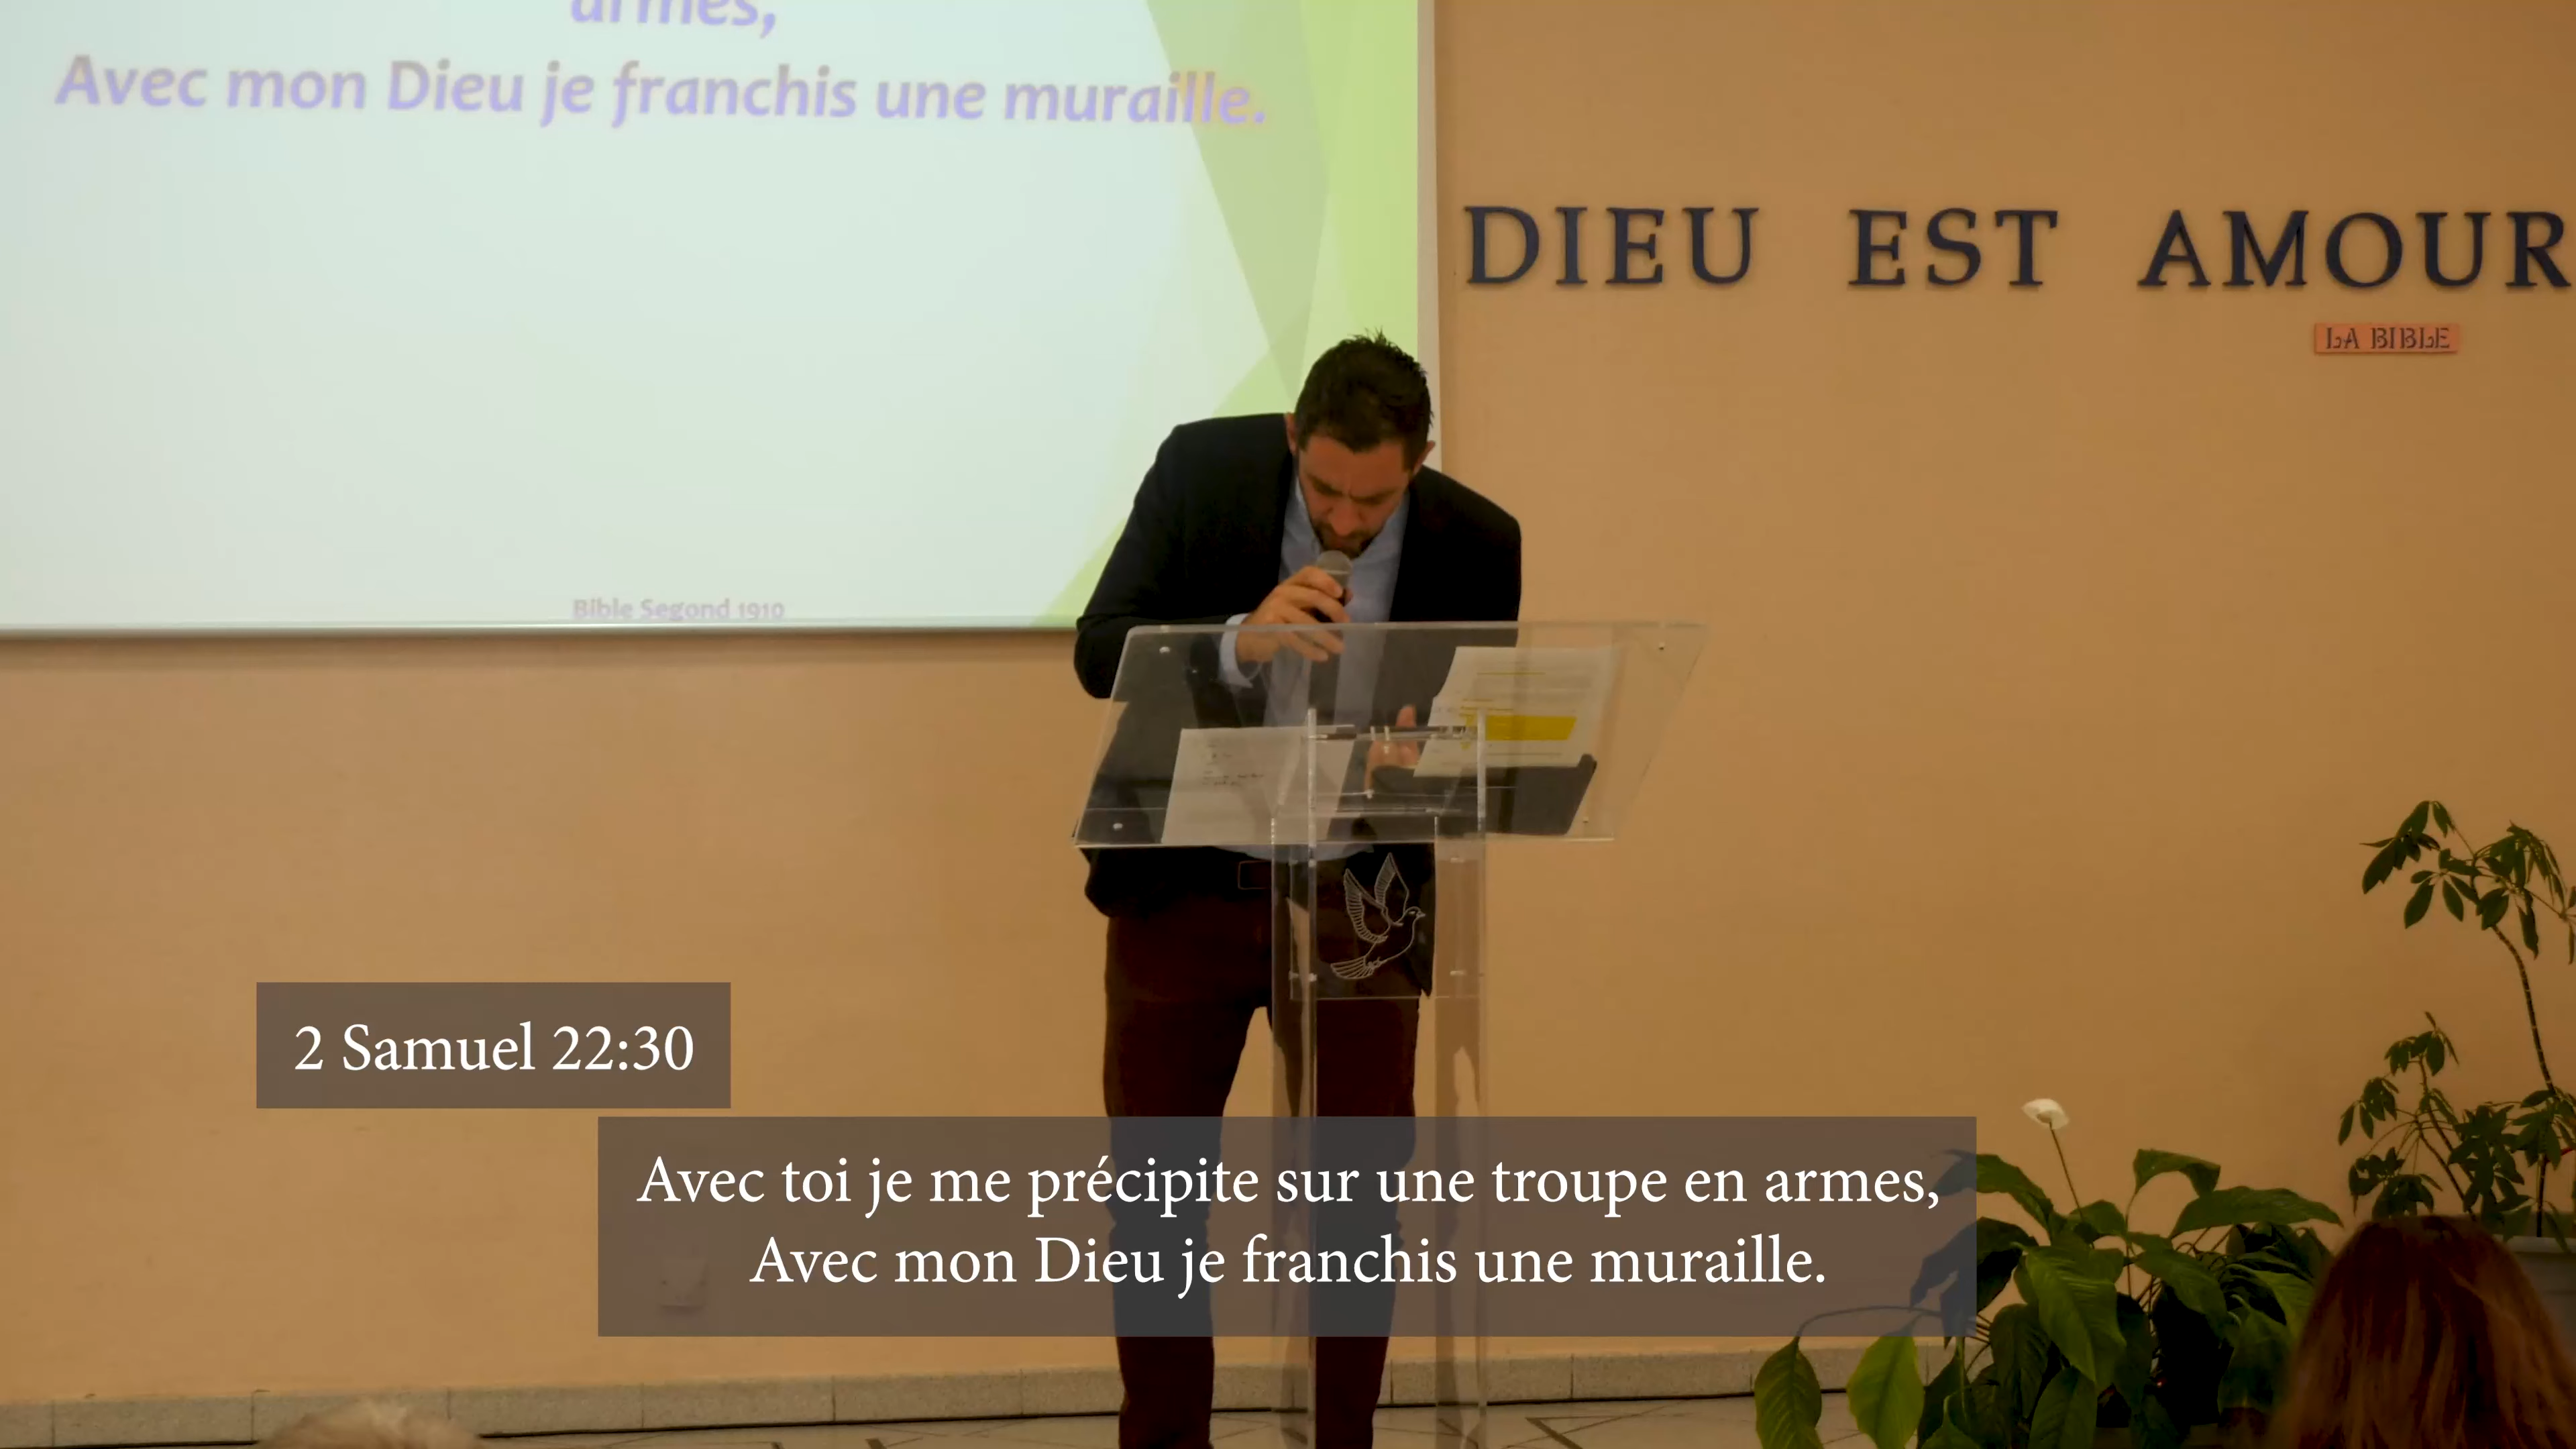 armes,
Avec mon Dieu je franchis une muraille.
Bible Segond 1910
DIEU EST AMOUR
LA BIBLE
2 Samuel 22:30
Avec toi je me précipite sur une troupe en armes,
Avec mon Dieu je franchis une muraille.